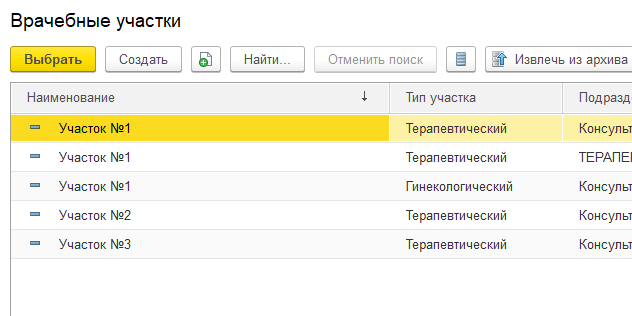 Врачебные участки
Выбрать Создать Найти... Отменить поиск Извлечь из архива
Наименование ↓ Тип участка Подразд
Участок №1 Терапевтический Консульт
Участок №1 Терапевтический ТЕРАПЕ
Участок №1 Гинекологический Консульт
Участок №2 Терапевтический Консульт
Участок №3 Терапевтический Консульт